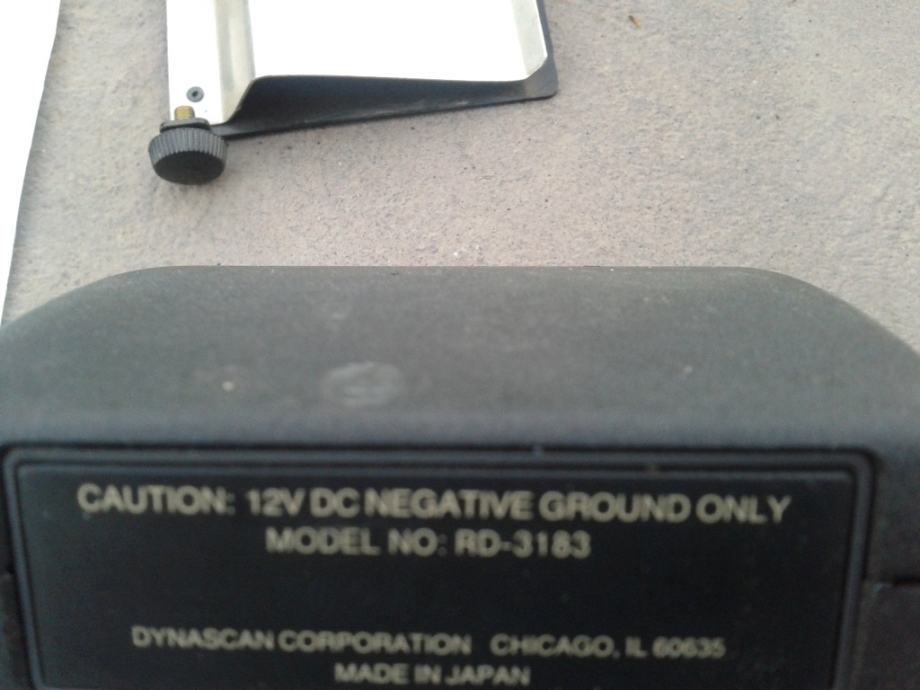 CAUTION: 12V DC NEGATIVE GROUND ONLY
MODEL NO: RD-3183
DYNASCAN CORPORATION CHICAGO, IL 60635
MADE IN JAPAN